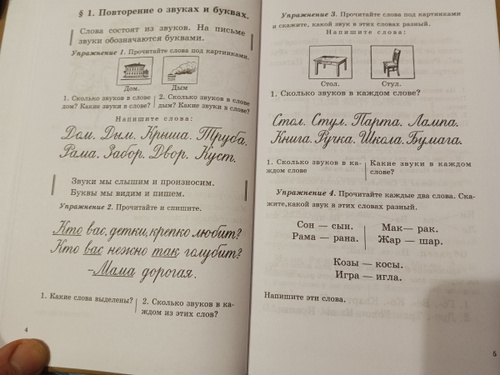 § 1. Повторение о звуках и буквах.
Слова состоят из звуков. На письме
звуки обозначаются буквами.
Упражнение 1. Прочитайте слова под картинками.
Дом. Дым.
1. Сколько звуков в слове
дом? Какие звуки в слове?
2. Сколько звуков в слове
дым? Какие звуки в слове?
Напишите слова:
Дом. Дым. Крыша. Труба.
Рама. Забор. Двор. Куст.
Звуки мы слышим и произносим.
Буквы мы видим и пишем.
Упражнение 2. Прочитайте и спишите.
Кто вас, детки, крепко любит?
Кто вас нежно так голубит?
-Мама дорогая.
1. Какие слова выделены?
2. Сколько звуков в ка-
ждом из этих слов?
4
Упражнение 3. Прочитайте слова под картинками
и скажите, какой звук в этих словах разный.
Напишите слова:
Стол. Стул.
1. Сколько звуков в каждом слове?
Стол. Стул. Парта. Лампа.
Книга. Ручка. Школа. Бумага.
1. Сколько звуков в ка-
ждом слове
Какие звуки в каждом
слове?
Упражнение 4. Прочитайте каждые два слова. Ска-
жите, какой звук в этих словах разный.
Сон — сын. Мак — рак.
Рама — рана. Жар — шар.
Козы — косы.
Игра — игла.
Напишите эти слова.
5